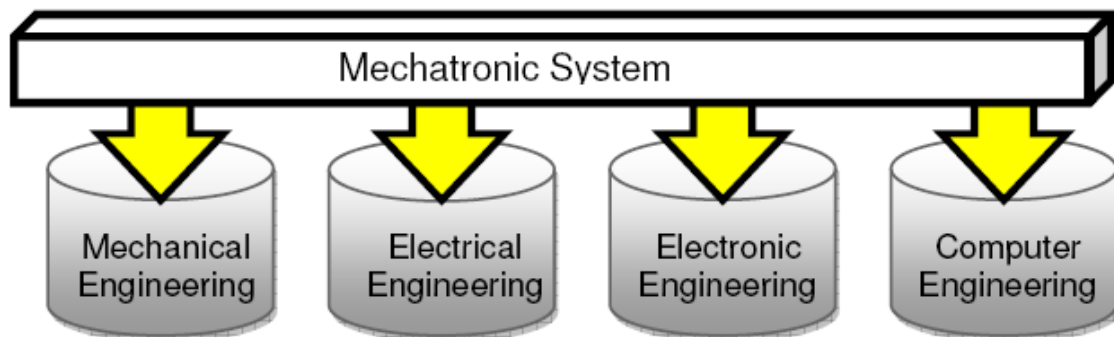 Mechatronic System
Mechanical
Engineering
Electrical
Engineering
Electronic
Engineering
Computer
Engineering